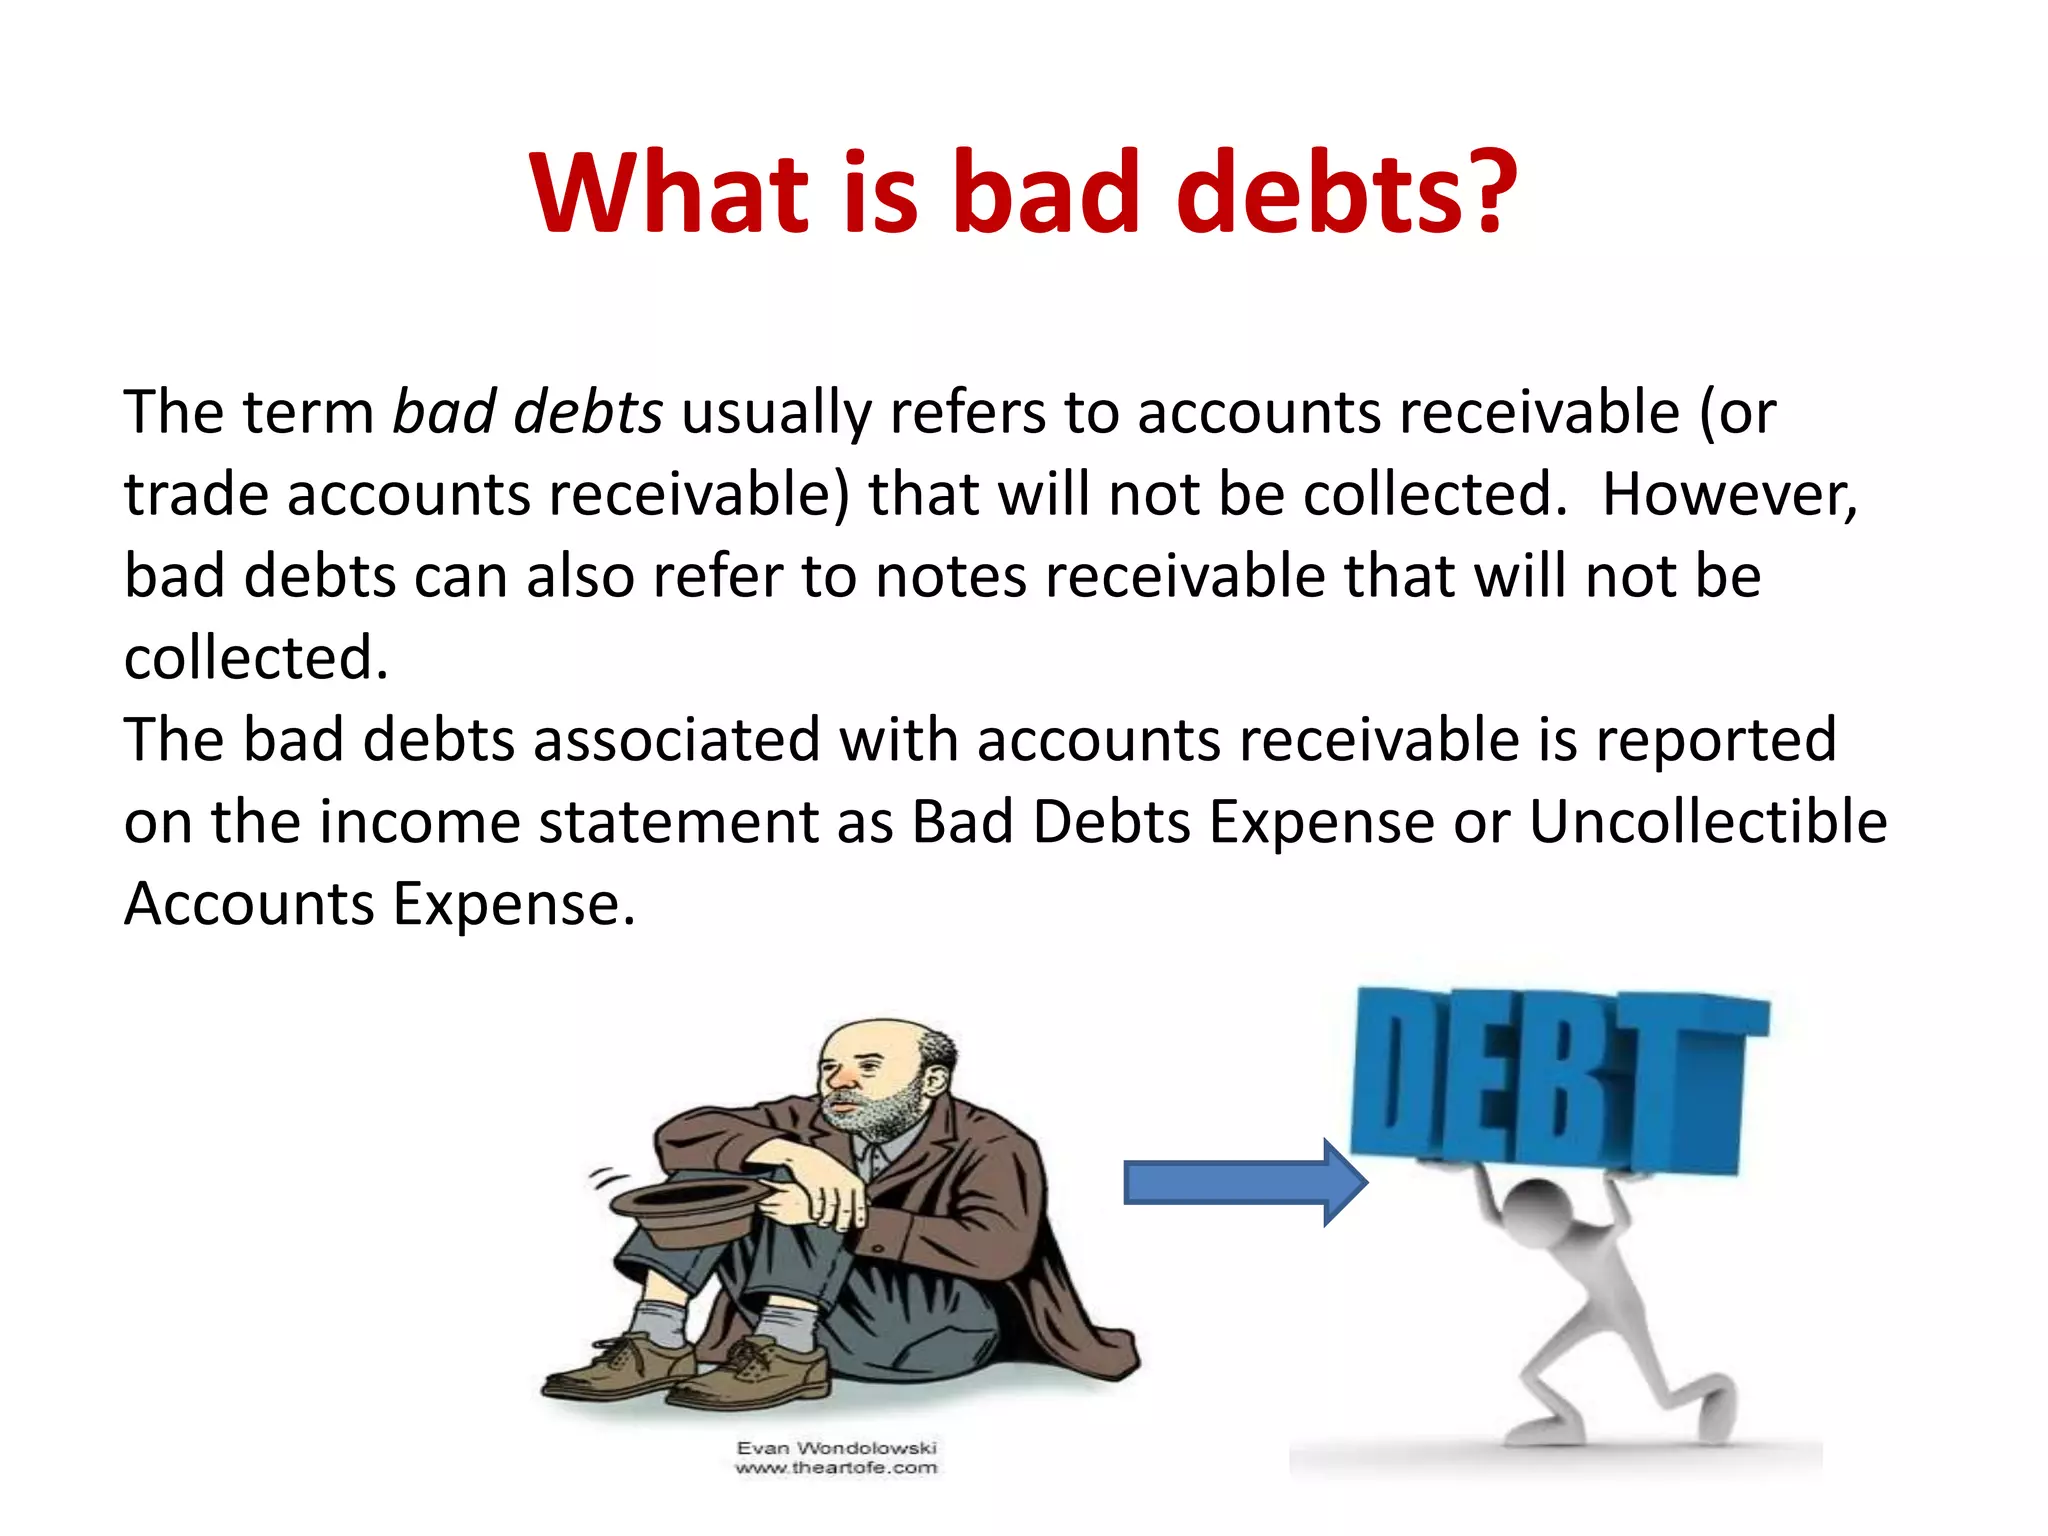 What is bad debts?
The term bad debts usually refers to accounts receivable (or
trade accounts receivable) that will not be collected.  However,
bad debts can also refer to notes receivable that will not be
collected.
The bad debts associated with accounts receivable is reported
on the income statement as Bad Debts Expense or Uncollectible
Accounts Expense.
DEBT
Evan Wondolowski
www.theartofe.com